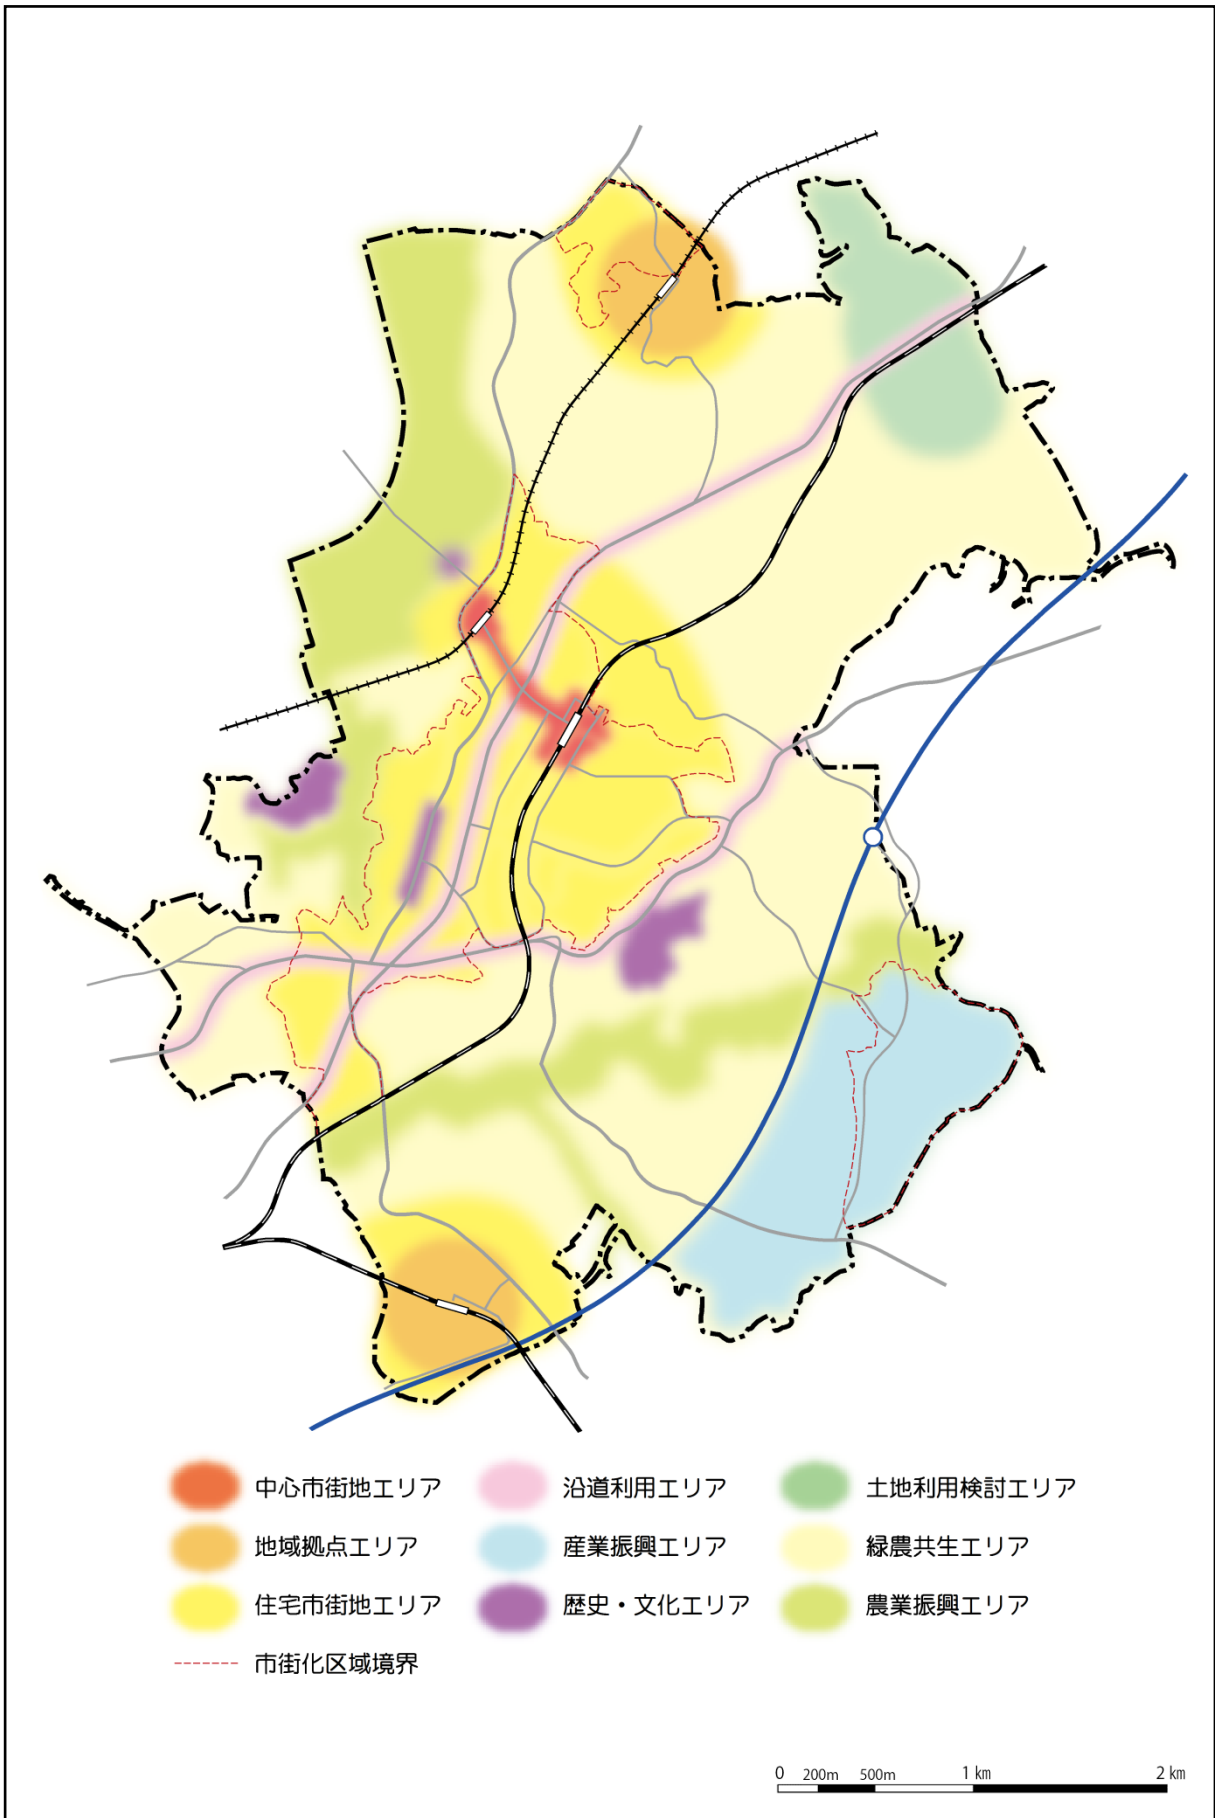 中心市街地エリア
沿道利用エリア
土地利用検討エリア
地域拠点エリア
産業振興エリア
緑農共生エリア
住宅市街地エリア
歴史・文化エリア
農業振興エリア
市街化区域境界
0 200m 500m 1 km 2 km